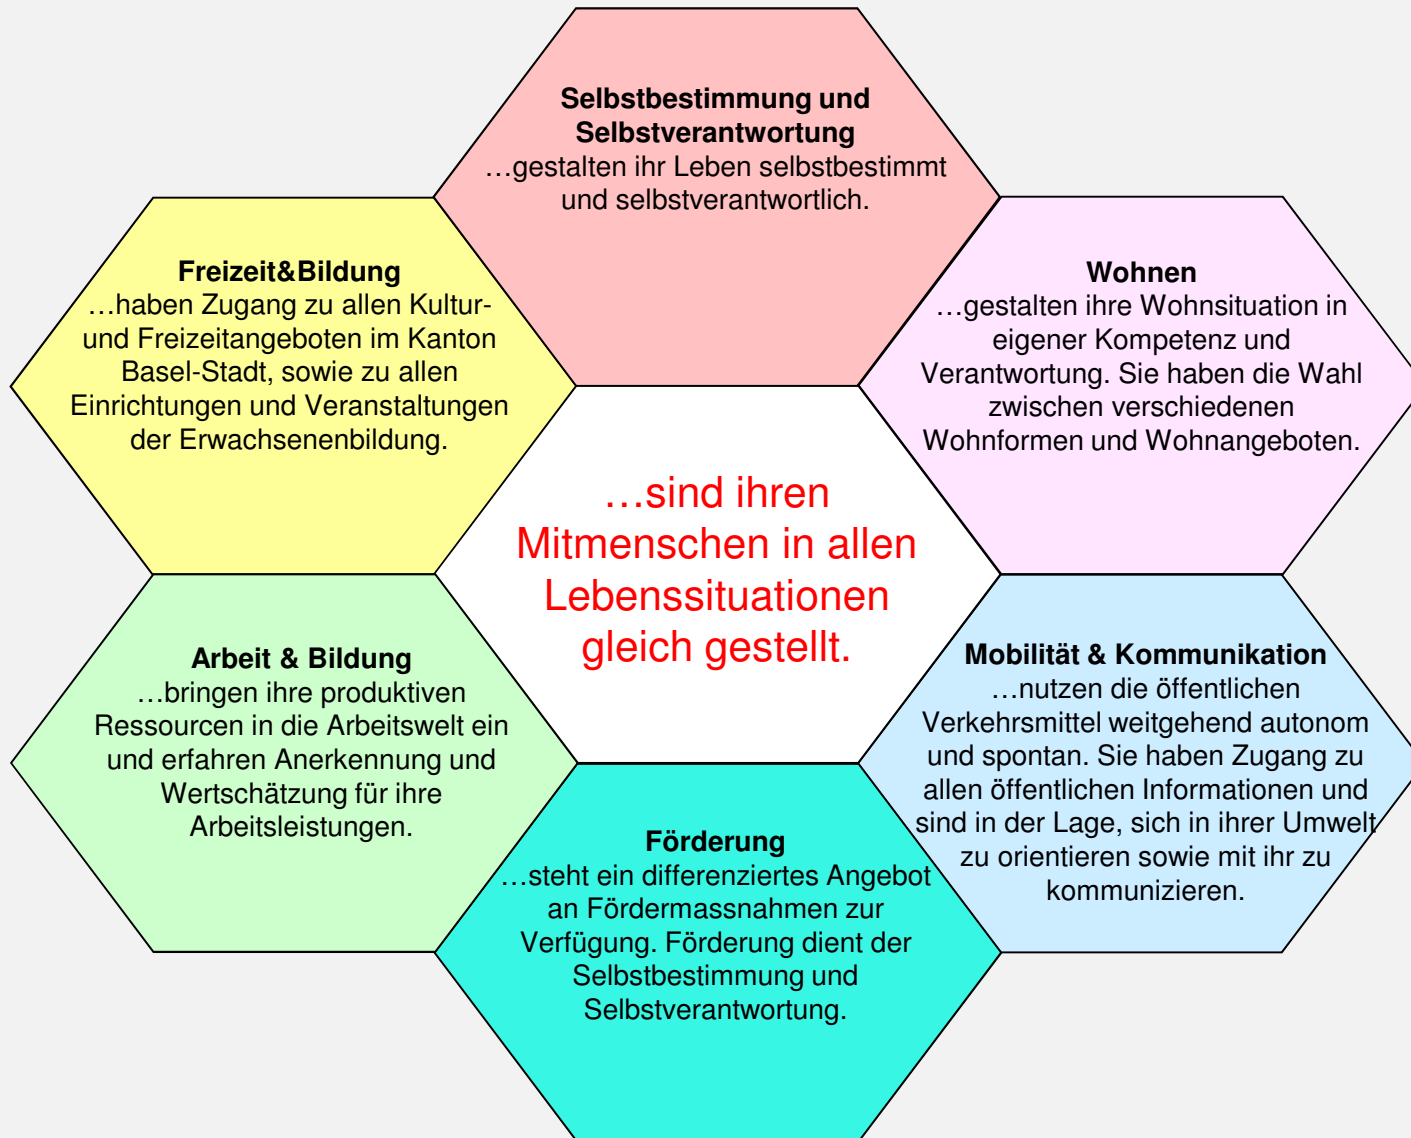 Selbstbestimmung und
Selbstverantwortung
…gestalten ihr Leben selbstbestimmt
und selbstverantwortlich.
Freizeit&Bildung
…haben Zugang zu allen Kultur-
und Freizeitangeboten im Kanton
Basel-Stadt, sowie zu allen
Einrichtungen und Veranstaltungen
der Erwachsenenbildung.
Wohnen
…gestalten ihre Wohnsituation in
eigener Kompetenz und
Verantwortung. Sie haben die Wahl
zwischen verschiedenen
Wohnformen und Wohnangeboten.
…sind ihren
Mitmenschen in allen
Lebenssituationen
gleich gestellt.
Arbeit & Bildung
…bringen ihre produktiven
Ressourcen in die Arbeitswelt ein
und erfahren Anerkennung und
Wertschätzung für ihre
Arbeitsleistungen.
Mobilität & Kommunikation
…nutzen die öffentlichen
Verkehrsmittel weitgehend autonom
und spontan. Sie haben Zugang zu
allen öffentlichen Informationen und
sind in der Lage, sich in ihrer Umwelt
zu orientieren sowie mit ihr zu
kommunizieren.
Förderung
…steht ein differenziertes Angebot
an Fördermassnahmen zur
Verfügung. Förderung dient der
Selbstbestimmung und
Selbstverantwortung.